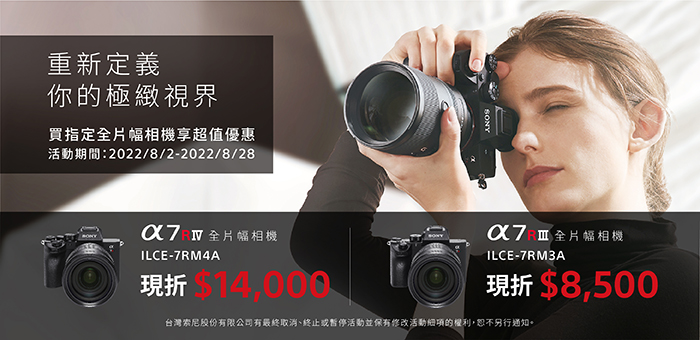 重新定義
你的極緻視界
買指定全片幅相機享超值優惠
活動期間：2022/8/2-2022/8/28
SONY
α7RIV 全片幅相機
ILCE-7RM4A
現折 $14,000
SONY
α7RIII 全片幅相機
ILCE-7RM3A
現折 $8,500
SONY
台灣索尼股份有限公司有最終取消、終止或暫停活動並保有修改活動細項的權利，恕不另行通知。